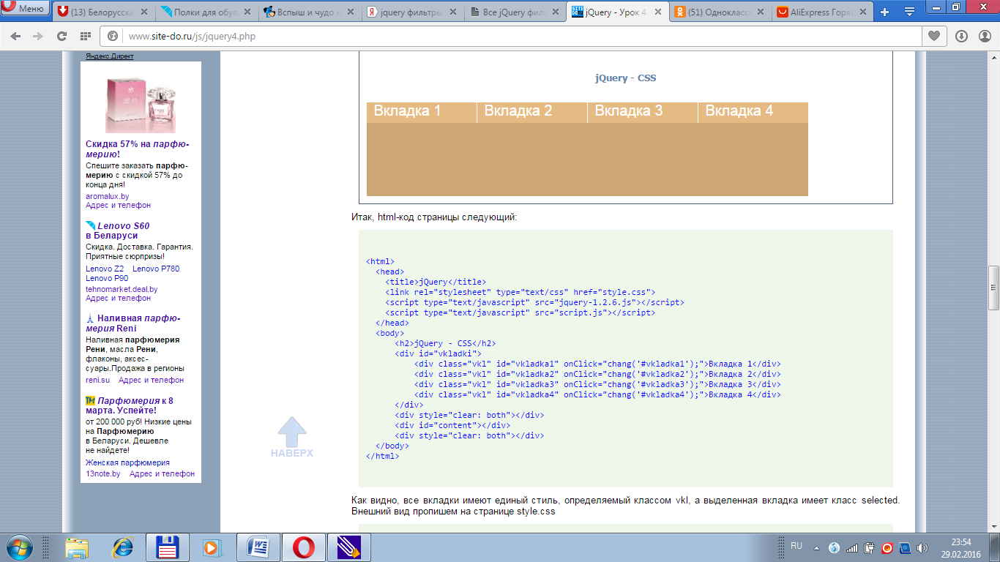 Меню
(13) Белорусски
Полки для обув
Вспыш и чудо м
jquery фильтры
Все jQuery филь
jQuery - Урок 4.
(51) Одноклассн
AliExpress Горящ
www.site-do.ru/js/jquery4.php
Яндекс.Директ
Скидка 57% на парфю-
мерию!
Спешите заказать парфю-
мерию с скидкой 57% до
конца дня!
aromalux.by
Адрес и телефон
Lenovo S60
в Беларуси
Скидка. Доставка. Гарантия.
Приятные сюрпризы!
Lenovo Z2 Lenovo P780
Lenovo P90
tehnomarket.deal.by
Адрес и телефон
Наливная парфю-
мерия Reni
Наливная парфюмерия
Рени, масла Рени,
флаконы, аксес-
суары.Продажа в регионы
reni.su Адрес и телефон
Парфюмерия к 8
марта. Успейте!
от 200 000 руб! Низкие цены
на Парфюмерию
в Беларуси. Дешевле
не найдете!
Женская парфюмерия
13note.by Адрес и телефон
НАВЕРХ
jQuery - CSS
Вкладка 1 Вкладка 2 Вкладка 3 Вкладка 4
Итак, html-код страницы следующий:
<html>
<head>
<title>jQuery</title>
<link rel="stylesheet" type="text/css" href="style.css">
<script type="text/javascript" src="jquery-1.2.6.js"></script>
<script type="text/javascript" src="script.js"></script>
</head>
<body>
<h2>jQuery - CSS</h2>
<div id="vkladki">
<div class="vkl" id="vkladka1" onClick="chang('#vkladka1');">Вкладка 1</div>
<div class="vkl" id="vkladka2" onClick="chang('#vkladka2');">Вкладка 2</div>
<div class="vkl" id="vkladka3" onClick="chang('#vkladka3');">Вкладка 3</div>
<div class="vkl" id="vkladka4" onClick="chang('#vkladka4');">Вкладка 4</div>
</div>
<div style="clear: both"></div>
<div id="content"></div>
<div style="clear: both"></div>
</body>
</html>
Как видно, все вкладки имеют единый стиль, определяемый классом vkl, а выделенная вкладка имеет класс selected.
Внешний вид пропишем на странице style.css
RU
23:54
29.02.2016